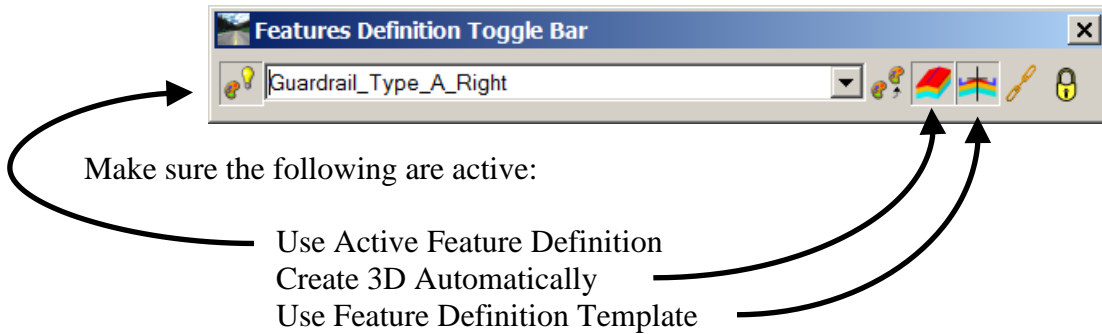 Features Definition Toggle Bar
Guardrail_Type_A_Right
Make sure the following are active:
Use Active Feature Definition
Create 3D Automatically
Use Feature Definition Template